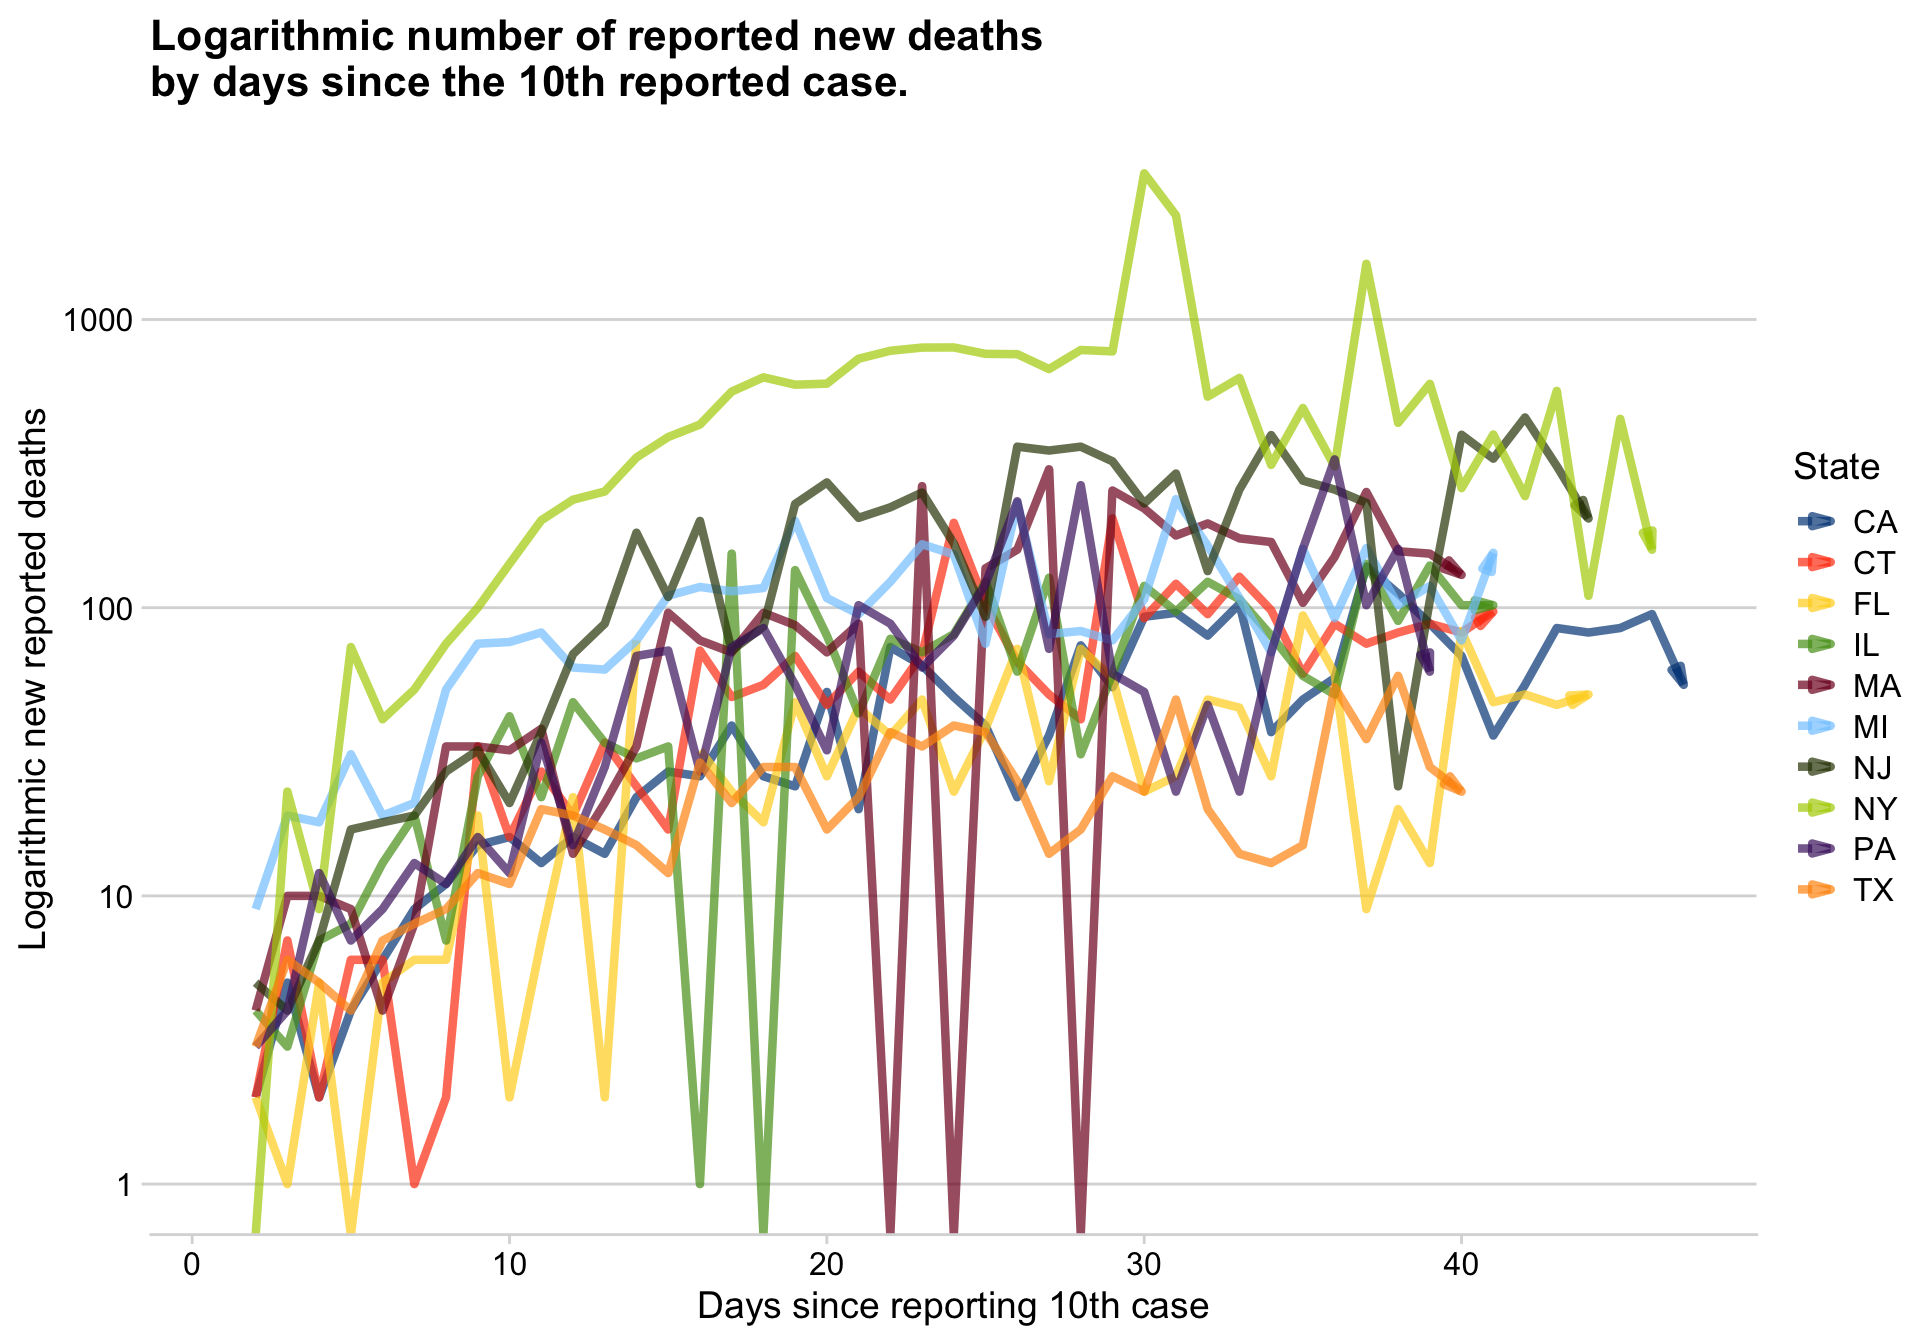 Logarithmic number of reported new deaths
by days since the 10th reported case.
Logarithmic new reported deaths
1000
100
10
1
0
10
20
30
40
Days since reporting 10th case
State
CA
CT
FL
IL
MA
MI
NJ
NY
PA
TX